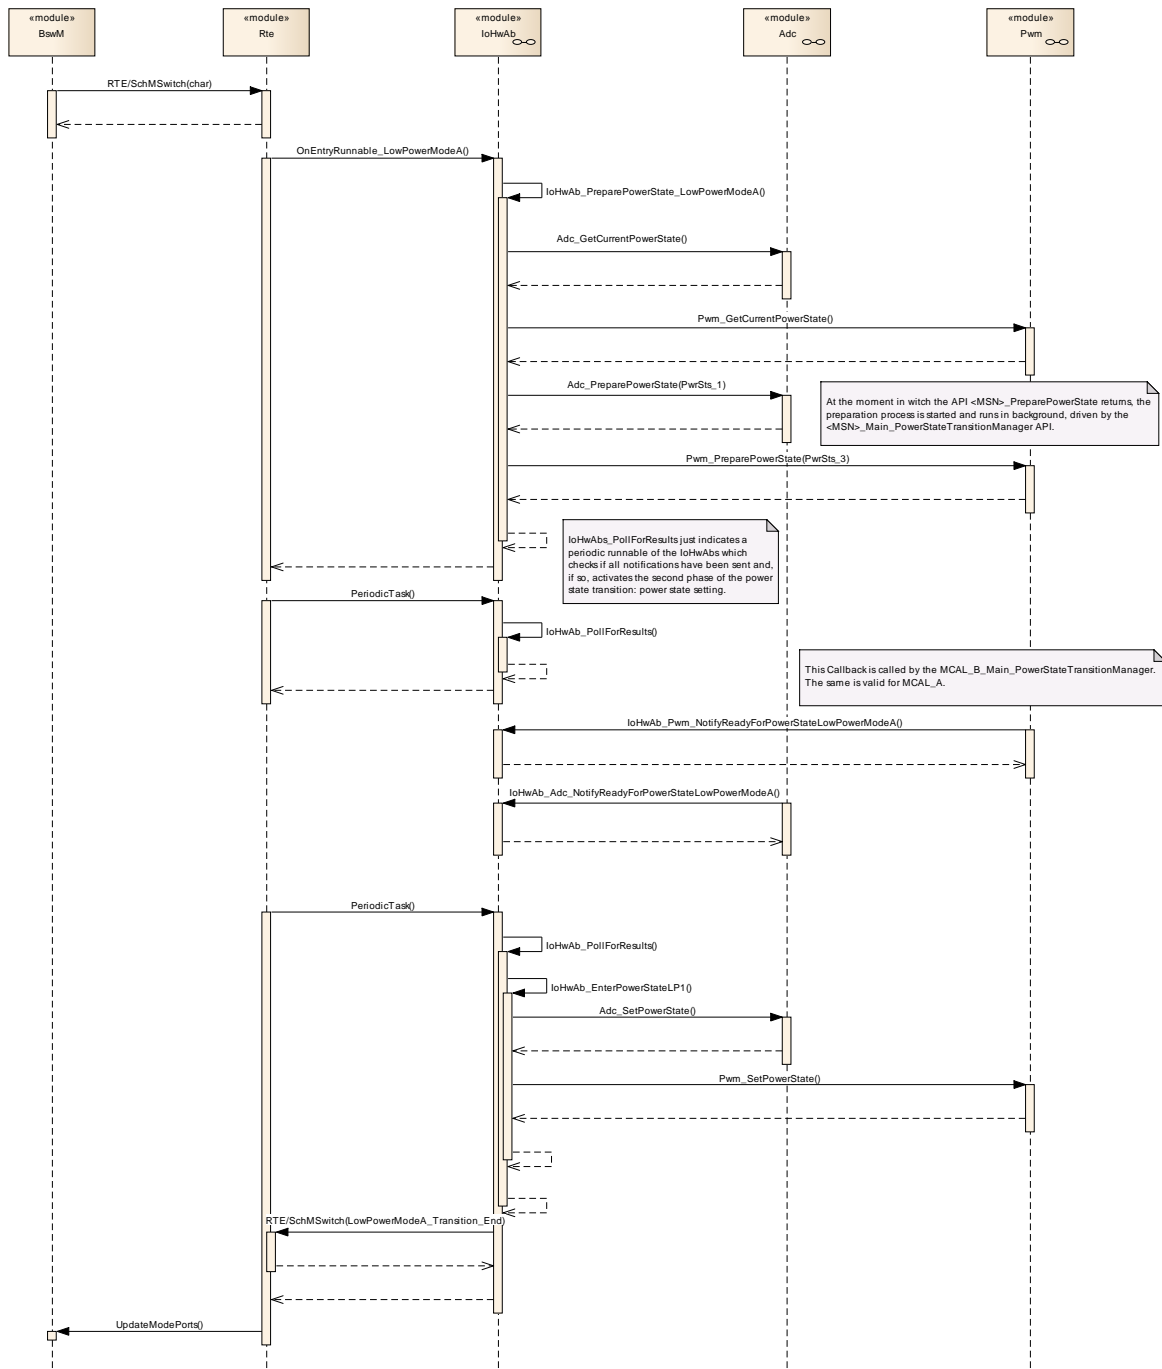 «module»
BswM
«module»
Rte
«module»
IoHwAb
«module»
Adc
«module»
Pwm
RTE/SchMSwitch(char)
OnEntryRunnable_LowPowerModeA()
IoHwAb_PreparePowerState_LowPowerModeA()
Adc_GetCurrentPowerState()
Pwm_GetCurrentPowerState()
Adc_PreparePowerState(PwrSts_1)
At the moment in witch the API <MSN>_PreparePowerState returns, the
preparation process is started and runs in background, driven by the
<MSN>_Main_PowerStateTransitionManager API.
Pwm_PreparePowerState(PwrSts_3)
IoHwAbs_PollForResults just indicates a
periodic runnable of the IoHwAbs which
checks if all notifications have been sent and,
if so, activates the second phase of the power
state transition: power state setting.
PeriodicTask()
IoHwAb_PollForResults()
This Callback is called by the MCAL_B_Main_PowerStateTransitionManager.
The same is valid for MCAL_A.
IoHwAb_Pwm_NotifyReadyForPowerStateLowPowerModeA()
IoHwAb_Adc_NotifyReadyForPowerStateLowPowerModeA()
PeriodicTask()
IoHwAb_PollForResults()
IoHwAb_EnterPowerStateLP1()
Adc_SetPowerState()
Pwm_SetPowerState()
RTE/SchMSwitch(LowPowerModeA_Transition_End)
UpdateModePorts()